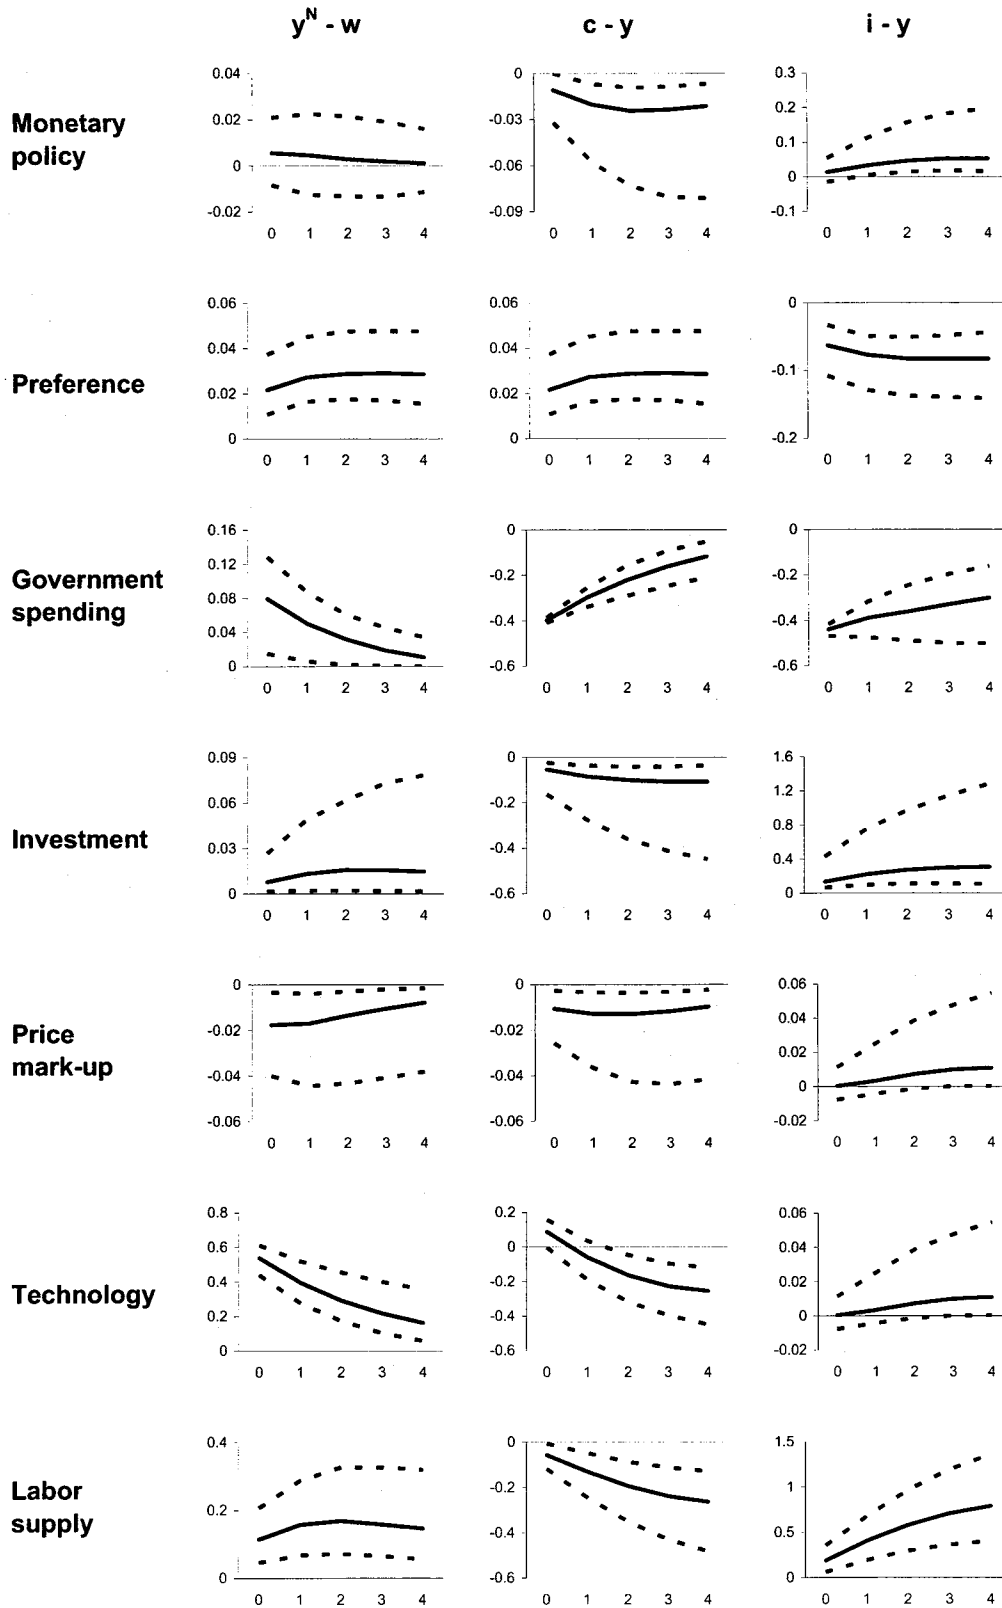 y^N - w c - y i - y
Monetary
policy
0.04
0.02
0
-0.02
0 1 2 3 4
0
-0.03
-0.06
-0.09
0 1 2 3 4
0.3
0.2
0.1
0
-0.1
0 1 2 3 4
Preference
0.06
0.04
0.02
0
0 1 2 3 4
0.06
0.04
0.02
0
0 1 2 3 4
0
-0.1
-0.2
0 1 2 3 4
Government
spending
0.16
0.12
0.08
0.04
0
0 1 2 3 4
0
-0.2
-0.4
-0.6
0 1 2 3 4
0
-0.2
-0.4
-0.6
0 1 2 3 4
Investment
0.09
0.06
0.03
0
0 1 2 3 4
0
-0.2
-0.4
-0.6
0 1 2 3 4
1.6
1.2
0.8
0.4
0
0 1 2 3 4
Price
mark-up
0
-0.02
-0.04
-0.06
0 1 2 3 4
0
-0.02
-0.04
-0.06
0 1 2 3 4
0.06
0.04
0.02
0
-0.02
0 1 2 3 4
Technology
0.8
0.6
0.4
0.2
0
0 1 2 3 4
0.2
0
-0.2
-0.4
-0.6
0 1 2 3 4
0.06
0.04
0.02
0
-0.02
0 1 2 3 4
Labor
supply
0.4
0.2
0
0 1 2 3 4
0
-0.2
-0.4
-0.6
0 1 2 3 4
1.5
1
0.5
0
0 1 2 3 4